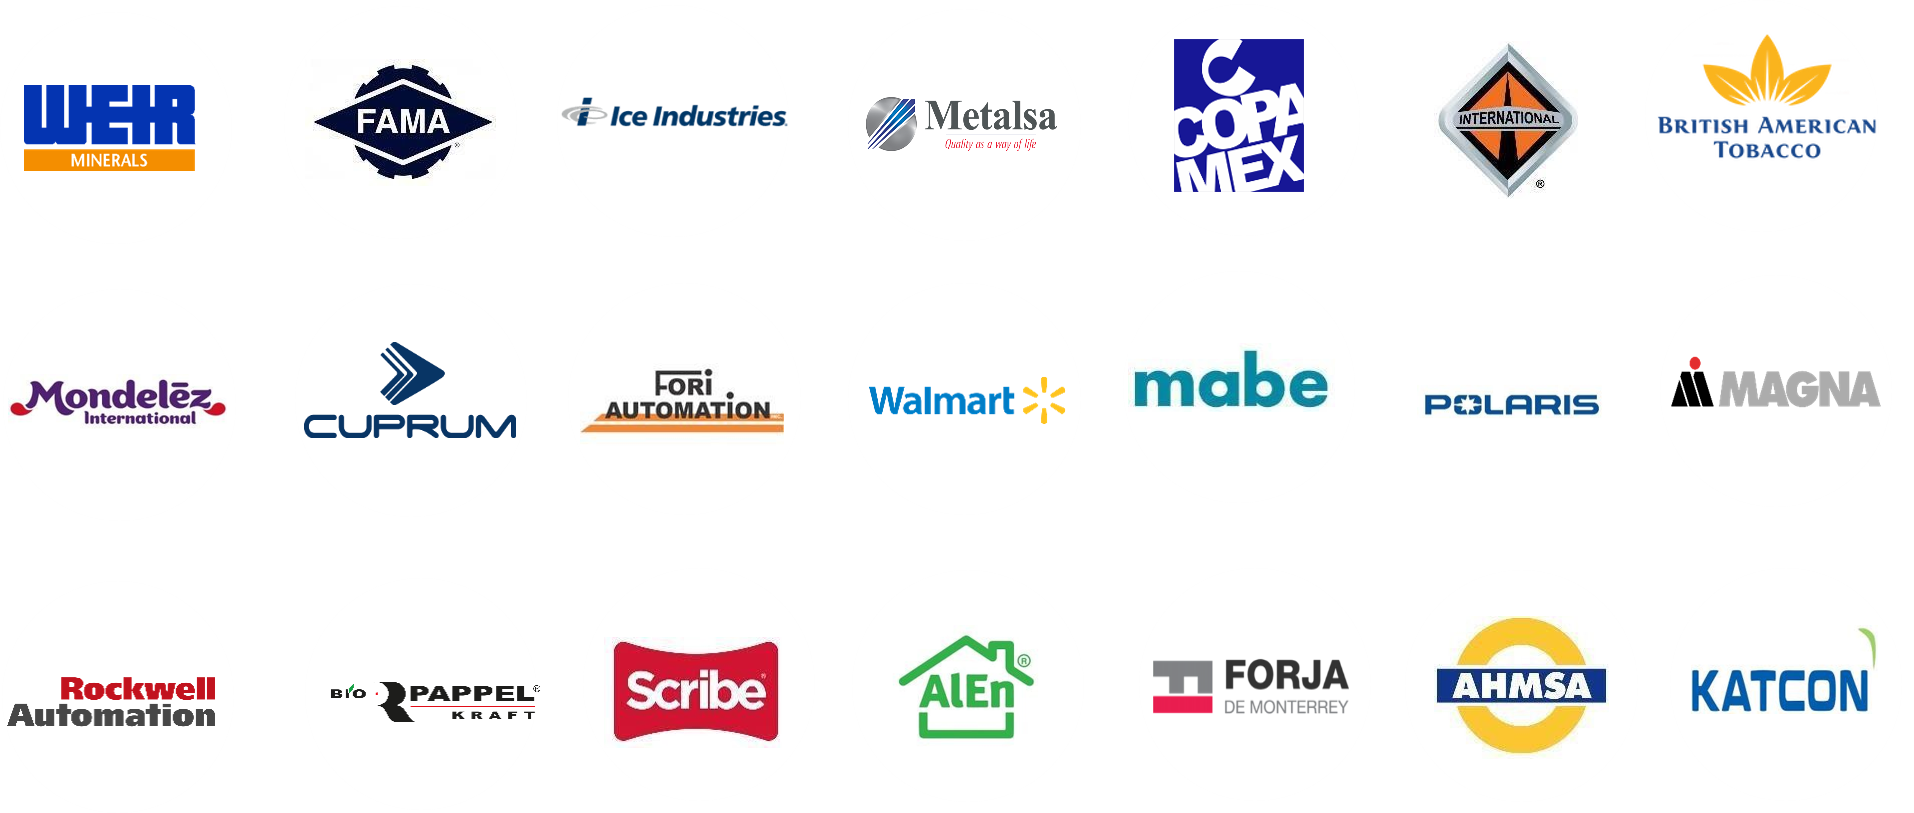 WEIR
MINERALS
FAMA
®
Ice Industries.
Metalsa
Quality as a way of life
C
COPA
MEX
INTERNATIONAL
®
BRITISH AMERICAN
TOBACCO
Mondelēz
International
CUPRUM
FORI
AUTOMATION INC.
Walmart
mabe
POLARIS
MAGNA
Rockwell
Automation
BIO PAPPEL®
KRAFT
Scribe®
AlEn®
FORJA
DE MONTERREY
AHMSA
KATCON